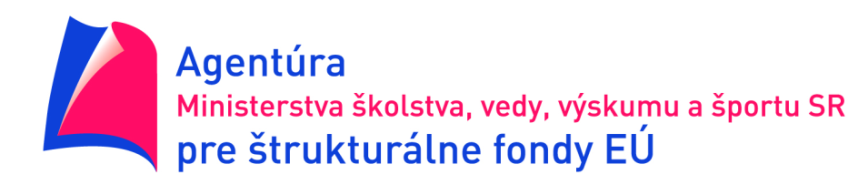 Agentúra
Ministerstva školstva, vedy, výskumu a športu SR
pre štrukturálne fondy EÚ